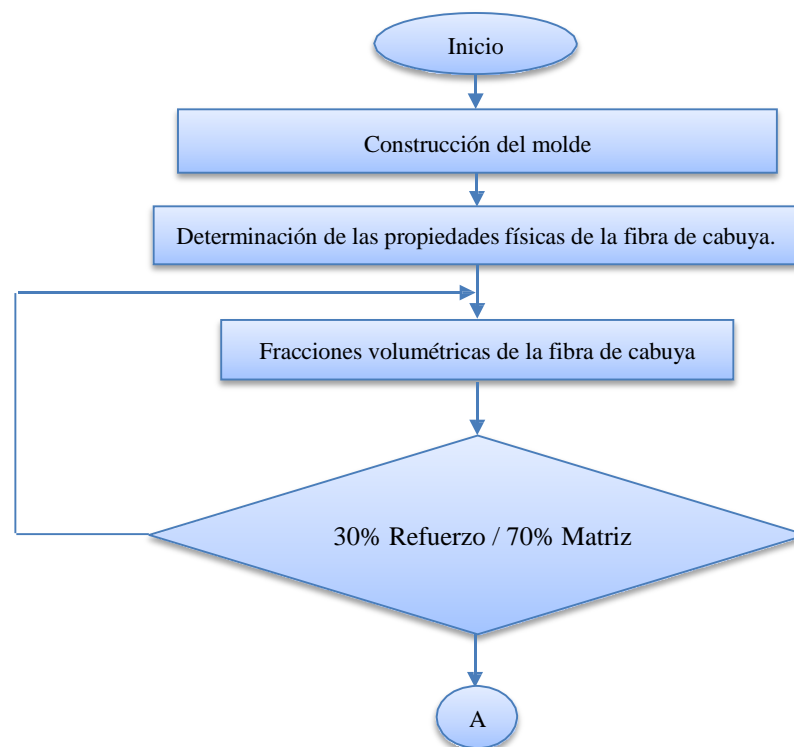 Inicio
Construcción del molde
Determinación de las propiedades físicas de la fibra de cabuya.
Fracciones volumétricas de la fibra de cabuya
30% Refuerzo / 70% Matriz
A